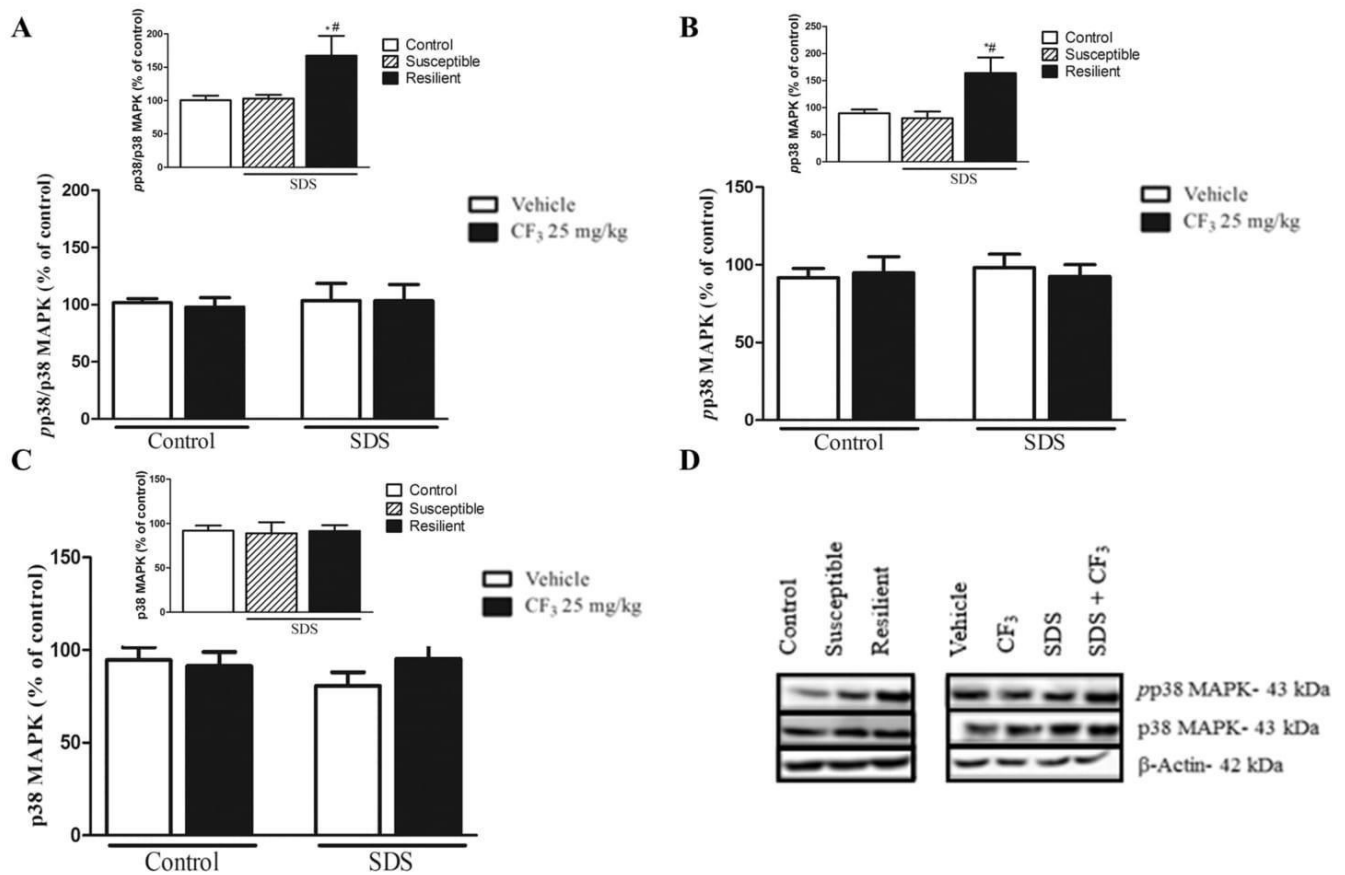 A
pp38/p38 MAPK (% of control)
200
150
100
50
0
*#
Control
Susceptible
Resilient
SDS
pp38/p38 MAPK (% of control)
200
150
100
50
0
Vehicle
CF3 25 mg/kg
Control
SDS
B
pp38 MAPK (% of control)
250
200
150
100
50
0
*#
Control
Susceptible
Resilient
SDS
pp38 MAPK (% of control)
150
100
50
0
Vehicle
CF3 25 mg/kg
Control
SDS
C
p38 MAPK (% of control)
150
100
50
0
Control
Susceptible
Resilient
SDS
p38 MAPK (% of control)
150
100
50
0
Vehicle
CF3 25 mg/kg
Control
SDS
D
Control
Susceptible
Resilient
Vehicle
CF3
SDS
SDS + CF3
pp38 MAPK- 43 kDa
p38 MAPK- 43 kDa
β-Actin- 42 kDa